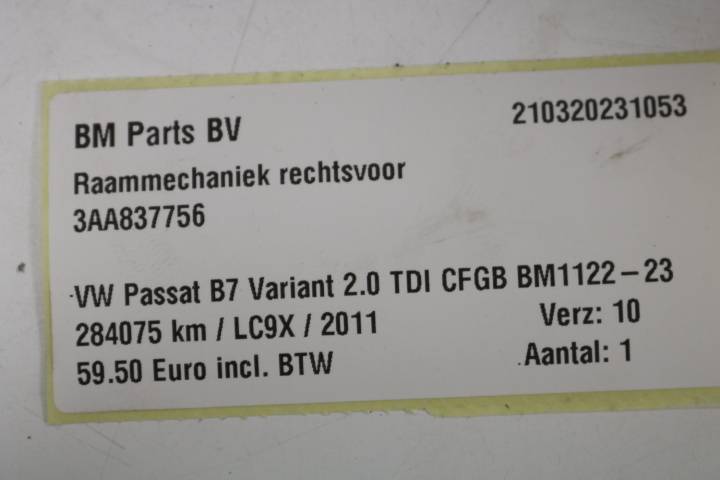 BM Parts BV 210320231053
Raammechaniek rechtsvoor
3AA837756
VW Passat B7 Variant 2.0 TDI CFGB BM1122-23
284075 km / LC9X / 2011 Verz: 10
59.50 Euro incl. BTW Aantal: 1